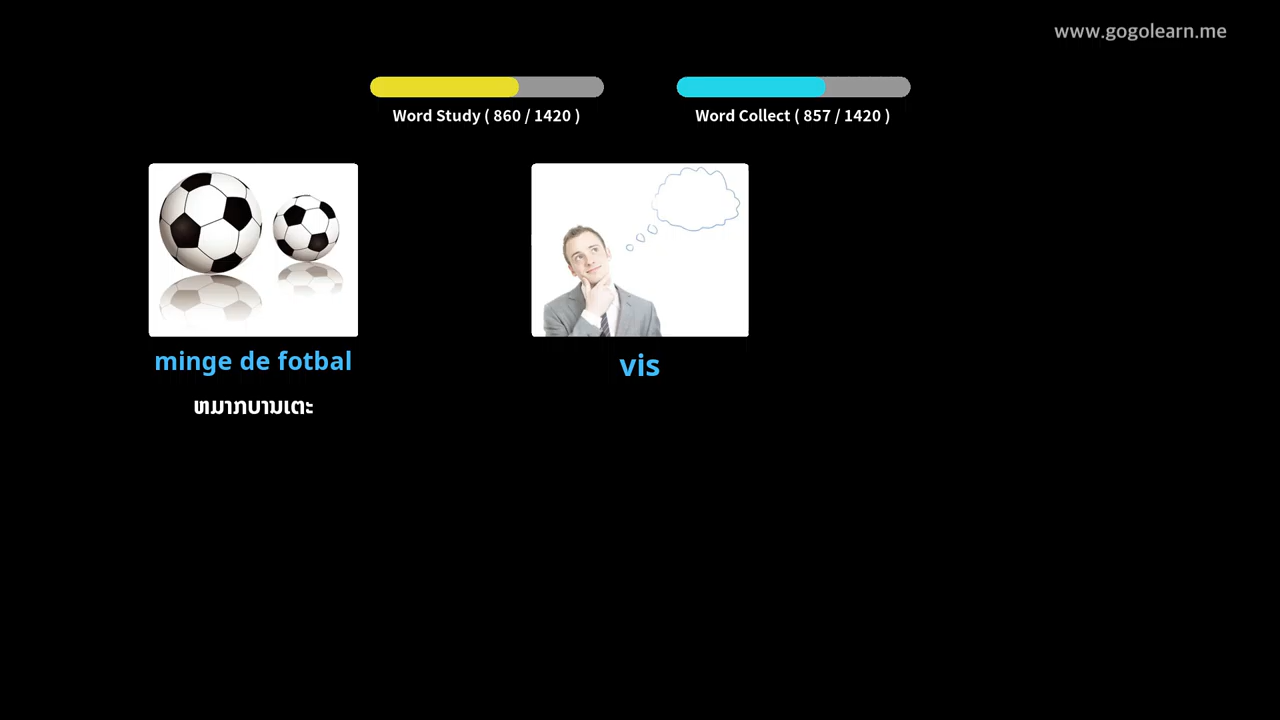 www.gogolearn.me
Word Study ( 860 / 1420 )
Word Collect ( 857 / 1420 )
minge de fotbal
ຫມາກບານເຕະ
vis